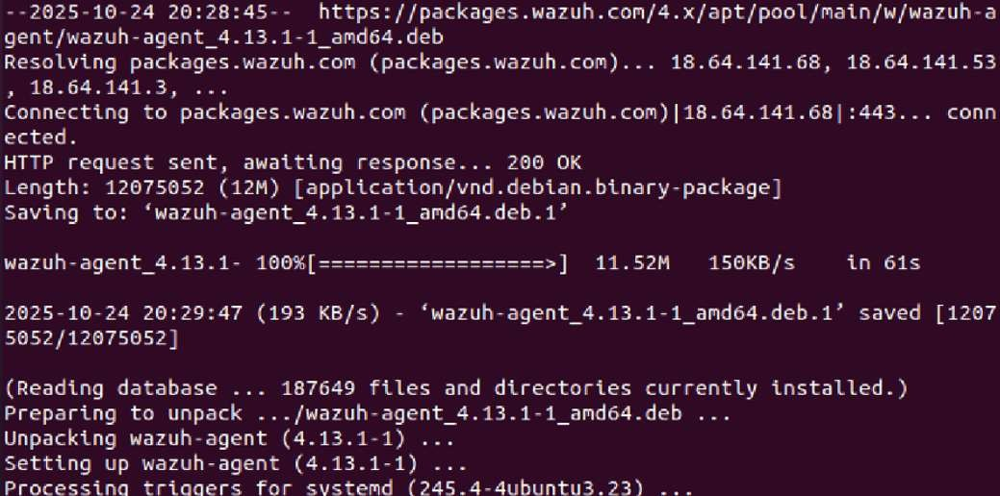 --2025-10-24 20:28:45--  https://packages.wazuh.com/4.x/apt/pool/main/w/wazuh-a
gent/wazuh-agent_4.13.1-1_amd64.deb
Resolving packages.wazuh.com (packages.wazuh.com)... 18.64.141.68, 18.64.141.53
, 18.64.141.3, ...
Connecting to packages.wazuh.com (packages.wazuh.com)|18.64.141.68|:443... conn
ected.
HTTP request sent, awaiting response... 200 OK
Length: 12075052 (12M) [application/vnd.debian.binary-package]
Saving to: ‘wazuh-agent_4.13.1-1_amd64.deb.1’
wazuh-agent_4.13.1- 100%[==================>]  11.52M   150KB/s    in 61s
2025-10-24 20:29:47 (193 KB/s) - ‘wazuh-agent_4.13.1-1_amd64.deb.1’ saved [1207
5052/12075052]
(Reading database ... 187649 files and directories currently installed.)
Preparing to unpack .../wazuh-agent_4.13.1-1_amd64.deb ...
Unpacking wazuh-agent (4.13.1-1) ...
Setting up wazuh-agent (4.13.1-1) ...
Processing triggers for systemd (245.4-4ubuntu3.23) ...